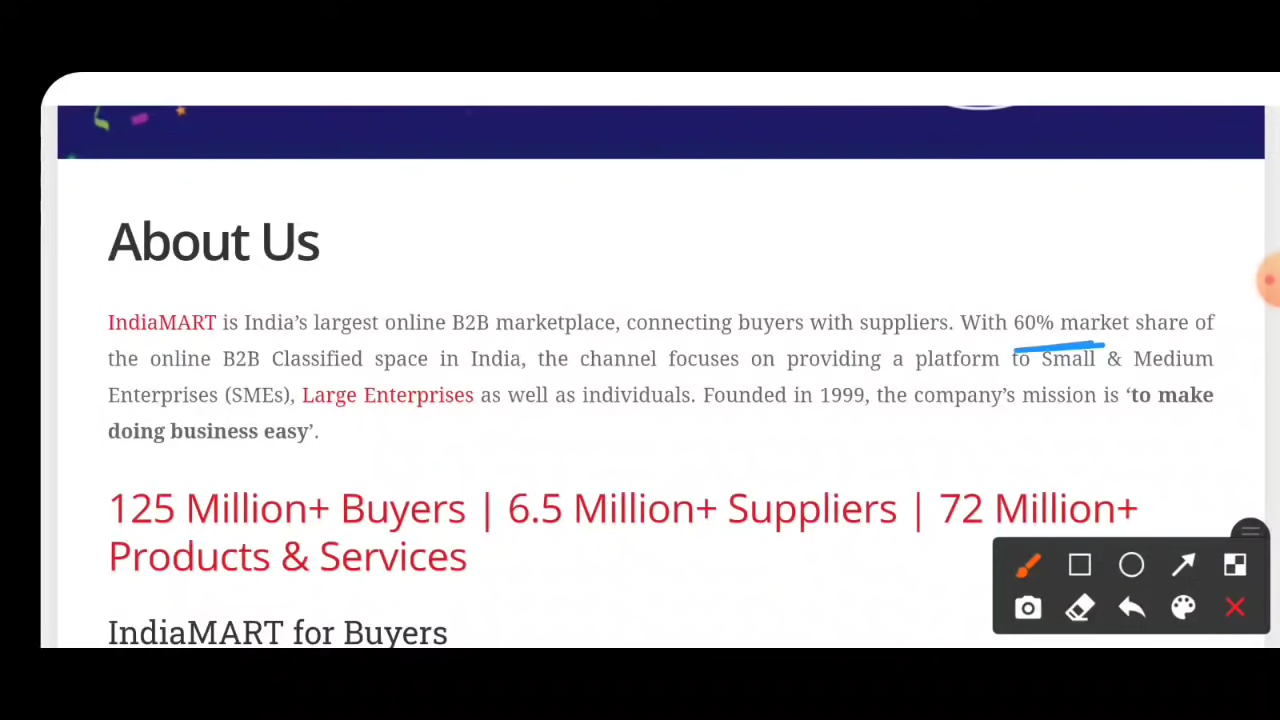 About Us
IndiaMART is India’s largest online B2B marketplace, connecting buyers with suppliers. With 60% market share of
the online B2B Classified space in India, the channel focuses on providing a platform to Small & Medium
Enterprises (SMEs), Large Enterprises as well as individuals. Founded in 1999, the company’s mission is ‘to make
doing business easy’.
125 Million+ Buyers | 6.5 Million+ Suppliers | 72 Million+
Products & Services
IndiaMART for Buyers